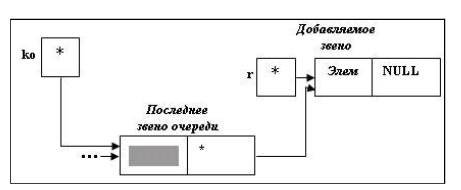 Добавляемое
звено
ko *
r *
Элем NULL
Последнее
звено очереди
... *